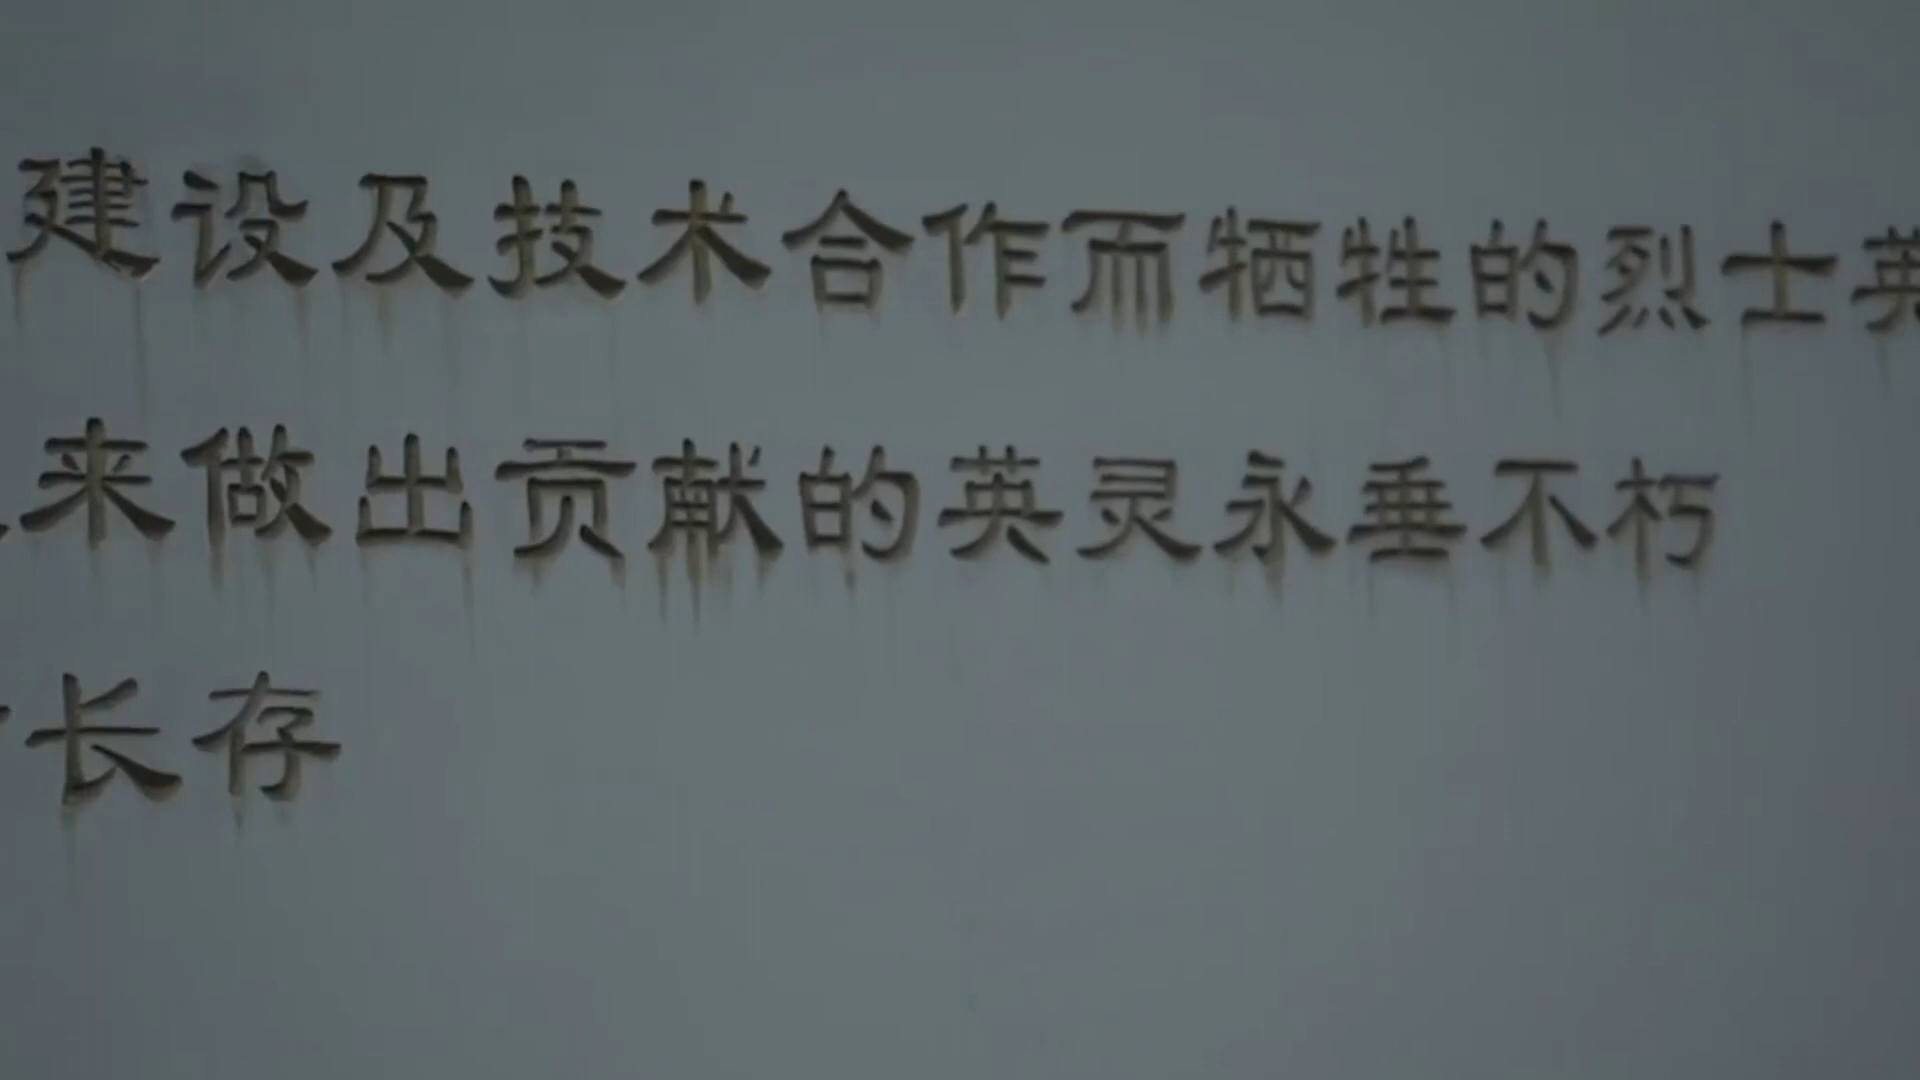 建设及技术合作而牺牲的烈士英
来做出贡献的英灵永垂不朽
长存